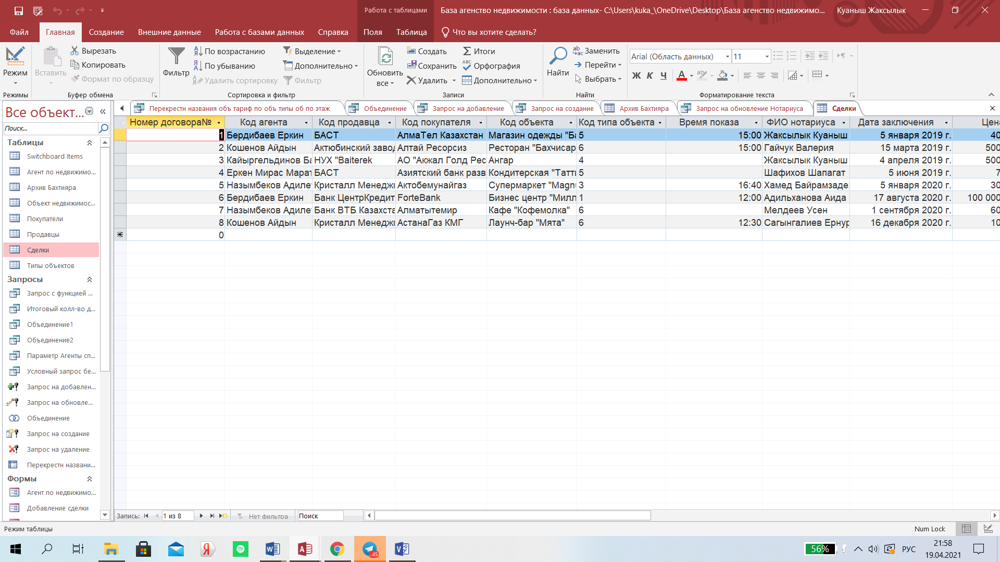 Работа с таблицами
База агенство недвижимости : база данных- C:\Users\kuka_\OneDrive\Desktop\База агенство недвижимо...
Куаныш Жаксылык
Файл Главная Создание Внешние данные Работа с базами данных Справка Поля Таблица Что вы хотите сделать?
Режим
Режимы
Вставить
Вырезать
Копировать
Формат по образцу
Буфер обмена
Фильтр
По возрастанию
По убыванию
Удалить сортировку
Выделение
Дополнительно
Фильтр
Сортировка и фильтр
Обновить все
Создать
Сохранить
Удалить
Итоги
Орфография
Дополнительно
Записи
Найти
Заменить
Перейти
Выбрать
Найти
Arial (Область данных) 11
Ж К Ч А
Форматирование текста
Все объект...
Поиск...
Таблицы
Switchboard Items
Агент по недвижимо...
Архив Бахтияра
Объект недвижимос...
Покупатели
Продавцы
Сделки
Типы объектов
Запросы
Запрос с функцией ...
Итоговый колл-во д...
Объединение1
Объединение2
Параметр Агенты сп...
Условный запрос бе...
Запрос на добавлен...
Запрос на обновле...
Объединение
Запрос на создание
Запрос на удаление
Перекрестн названи...
Формы
Агент по недвижимо...
Добавление сделки
Перекрестн названия объ тариф по объ типы об по этаж Объединение Запрос на добавление Запрос на создание Архив Бахтияра Запрос на обновление Нотариуса Сделки
Номер договора№ Код агента Код продавца Код покупателя Код объекта Код типа объекта Время показа ФИО нотариуса Дата заключения Цен
1 Бердибаев Еркин БАСТ АлмаТел Казахстан Магазин одежды "Ба 5 15:00 Жаксылык Куаныш 5 января 2019 г. 40
2 Кошенов Айдын Актюбинский заво Алтай Ресорсиз Ресторан "Бахчисар 6 15:00 Гайчук Валерия 15 марта 2019 г. 500
3 Кайыргельдинов Ба НУХ "Baiterek АО "Акжал Голд Рес Ангар 4 Жаксылык Куаныш 4 апреля 2019 г. 500
4 Еркен Мирас Марат БАСТ Азиятский банк разв Кондитерская "Татти 5 Шафихов Шапагат 5 июня 2019 г. 7
5 Назымбеков Адиле Кристалл Менедж Актобемунайгаз Супермаркет "Magnu 3 16:40 Хамед Байрамзаде 5 января 2020 г. 30
6 Бердибаев Еркин Банк ЦентрКредит ForteBank Бизнес центр "Милл 1 12:00 Адильханова Аида 17 августа 2020 г. 100 000
7 Назымбеков Адиле Банк ВТБ Казахста Алматытемир Кафе "Кофемолка" 6 Мелдеев Усен 1 сентября 2020 г. 60
8 Кошенов Айдын Кристалл Менедж АстанаГаз КМГ Лаунч-бар "Мята" 6 12:30 Сагынгалиев Ернур 16 декабря 2020 г. 10
0
Запись: 1 из 8 Нет фильтра Поиск
Режим таблицы
Num Lock
45
56%
РУС
21:58
19.04.2021